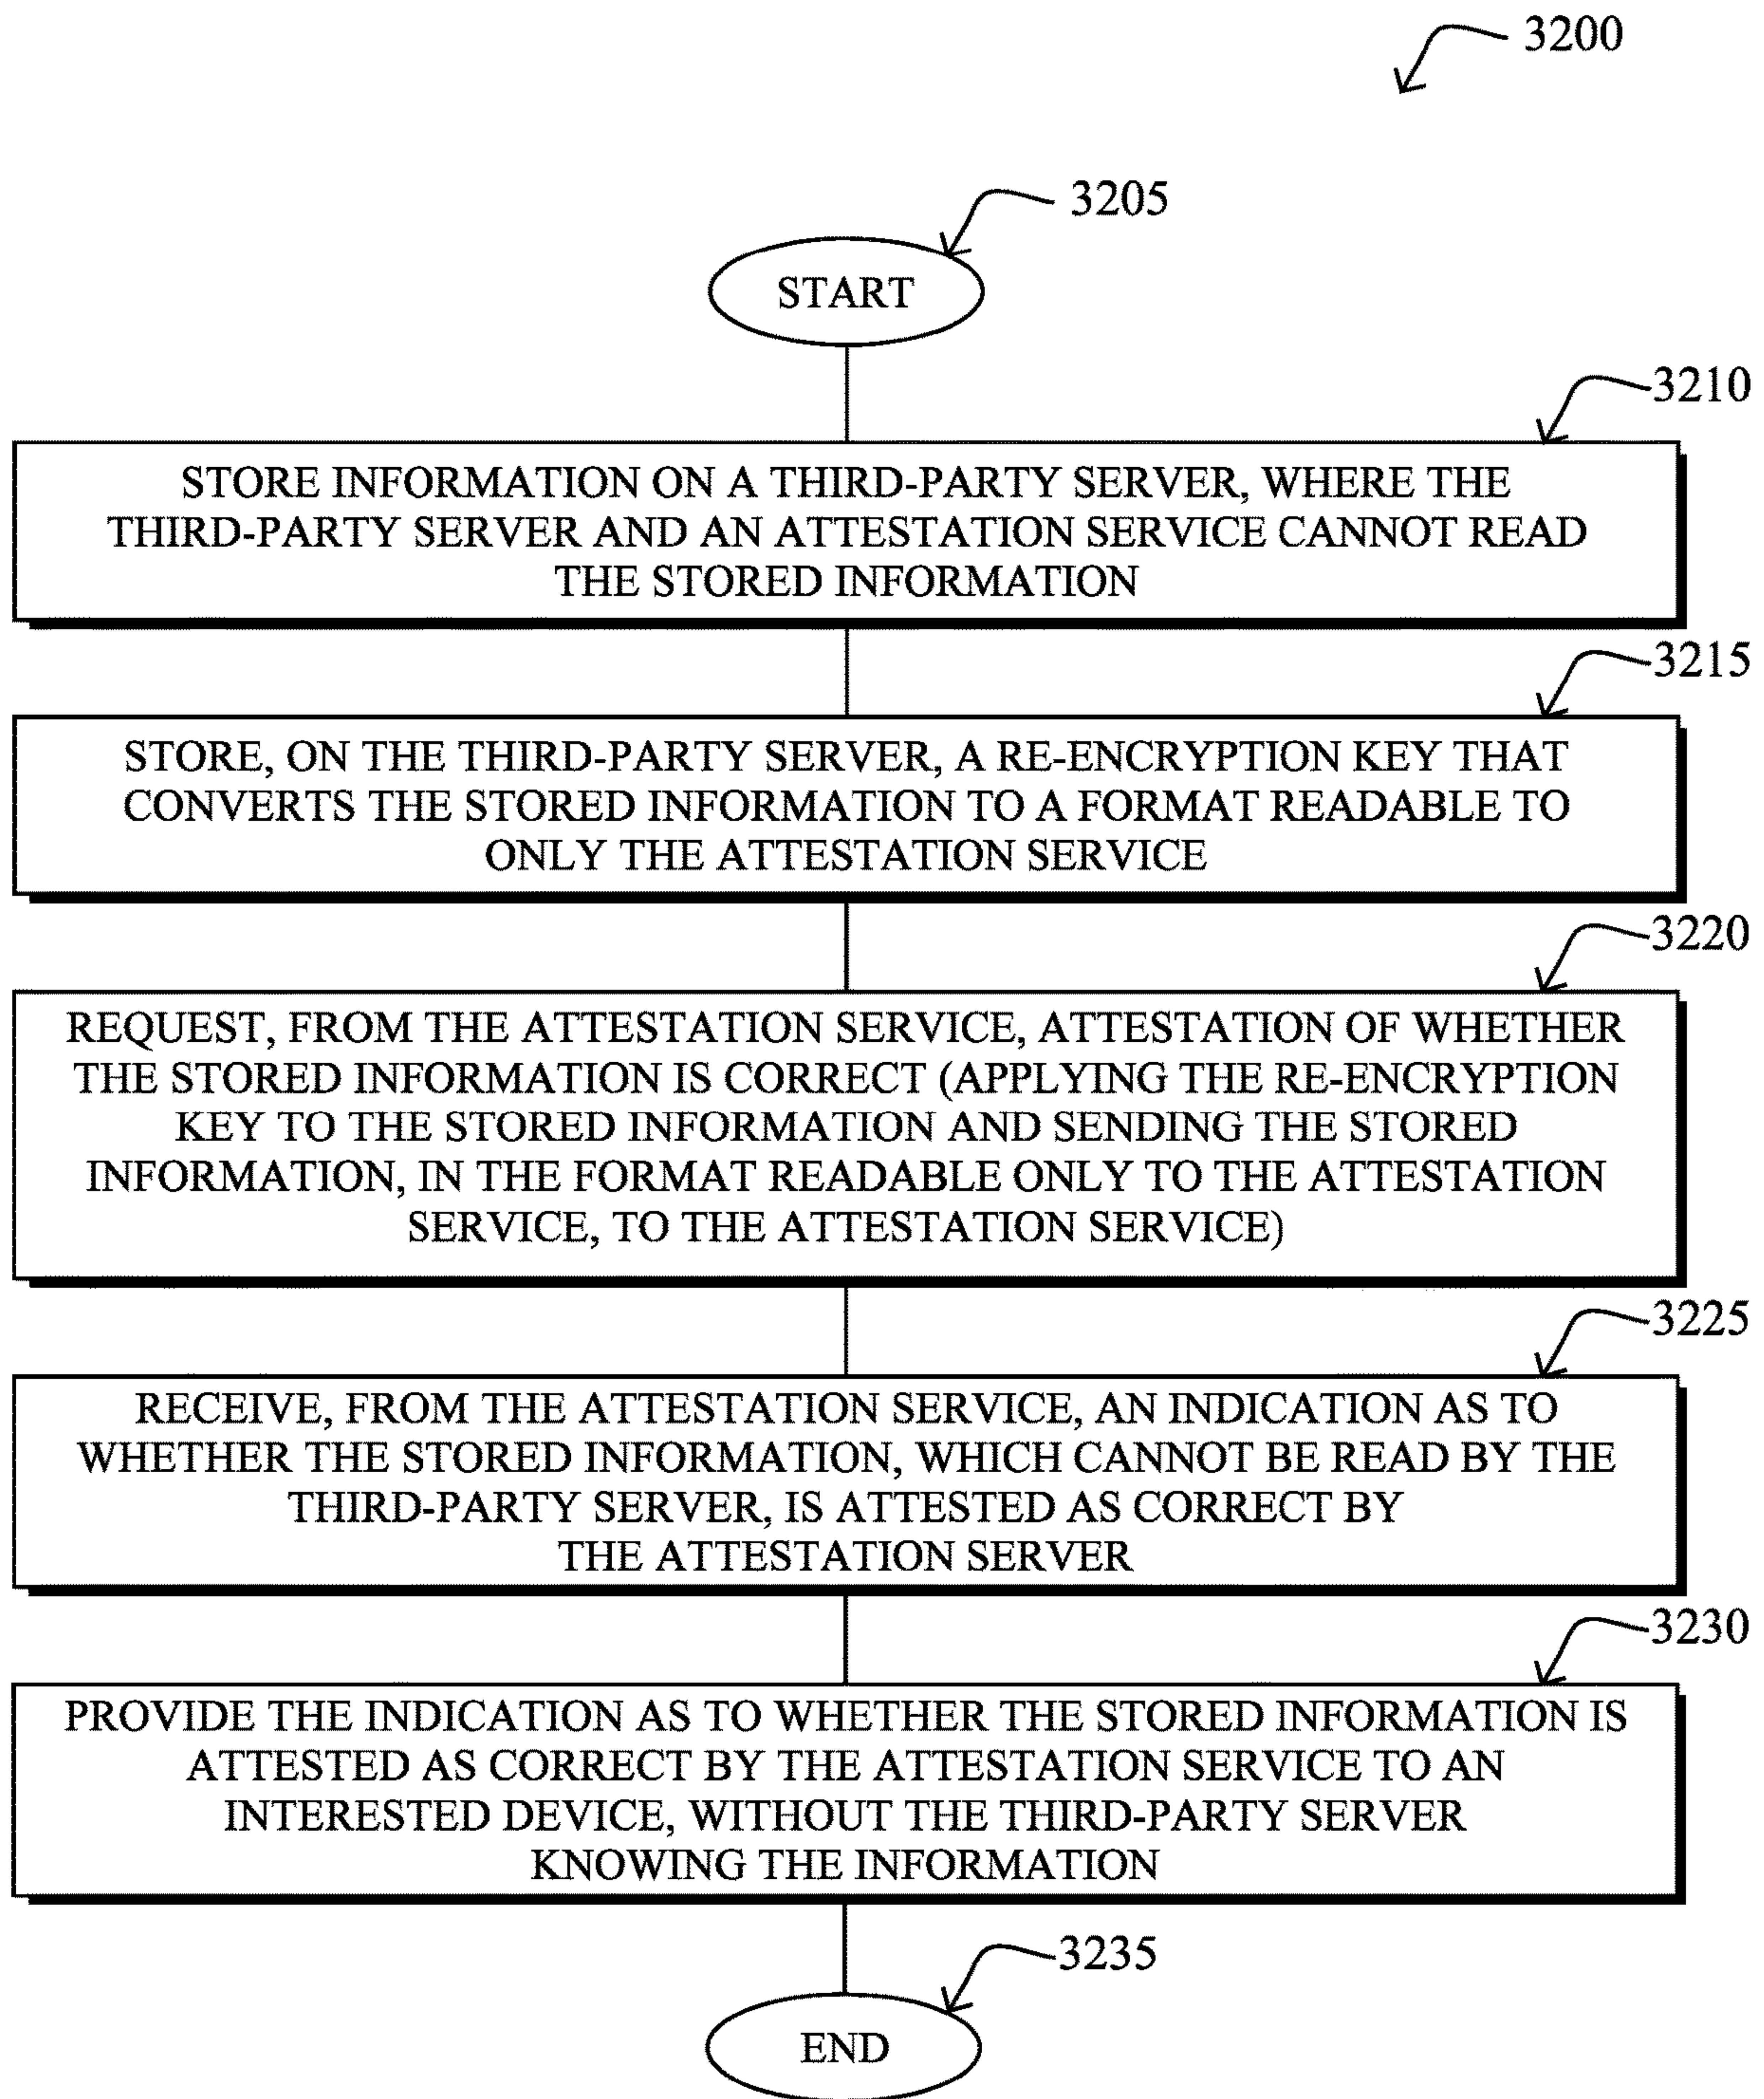 3200
3205
START
3210
STORE INFORMATION ON A THIRD-PARTY SERVER, WHERE THE
THIRD-PARTY SERVER AND AN ATTESTATION SERVICE CANNOT READ
THE STORED INFORMATION
3215
STORE, ON THE THIRD-PARTY SERVER, A RE-ENCRYPTION KEY THAT
CONVERTS THE STORED INFORMATION TO A FORMAT READABLE TO
ONLY THE ATTESTATION SERVICE
3220
REQUEST, FROM THE ATTESTATION SERVICE, ATTESTATION OF WHETHER
THE STORED INFORMATION IS CORRECT (APPLYING THE RE-ENCRYPTION
KEY TO THE STORED INFORMATION AND SENDING THE STORED
INFORMATION, IN THE FORMAT READABLE ONLY TO THE ATTESTATION
SERVICE, TO THE ATTESTATION SERVICE)
3225
RECEIVE, FROM THE ATTESTATION SERVICE, AN INDICATION AS TO
WHETHER THE STORED INFORMATION, WHICH CANNOT BE READ BY THE
THIRD-PARTY SERVER, IS ATTESTED AS CORRECT BY
THE ATTESTATION SERVER
3230
PROVIDE THE INDICATION AS TO WHETHER THE STORED INFORMATION IS
ATTESTED AS CORRECT BY THE ATTESTATION SERVICE TO AN
INTERESTED DEVICE, WITHOUT THE THIRD-PARTY SERVER
KNOWING THE INFORMATION
3235
END